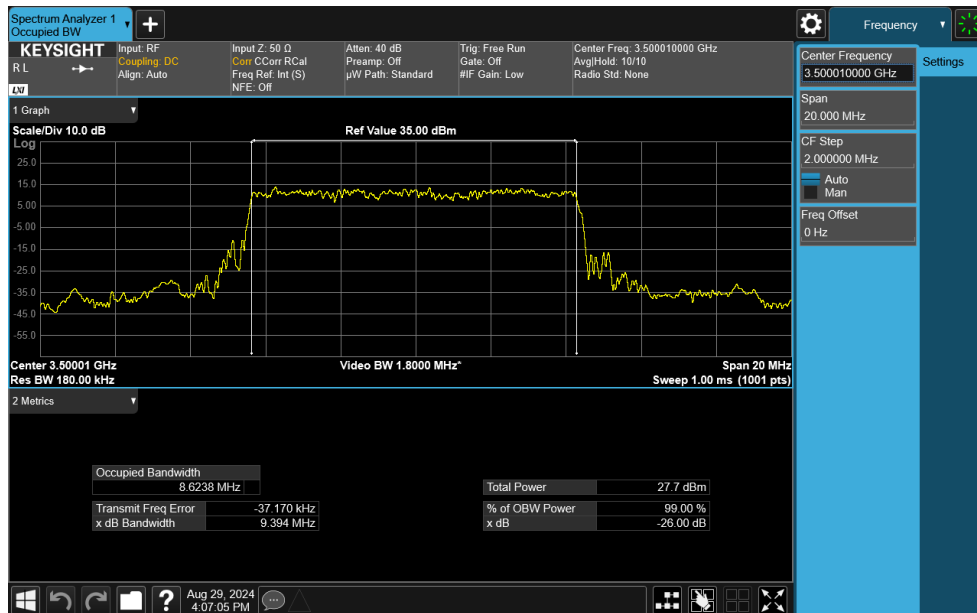 Spectrum Analyzer 1
Occupied BW
Frequency
KEYSIGHT
R L
LXI
Input: RF
Coupling: DC
Align: Auto
Input Z: 50 Ω
Corr CCorr RCal
Freq Ref: Int (S)
NFE: Off
Atten: 40 dB
Preamp: Off
µW Path: Standard
Trig: Free Run
Gate: Off
#IF Gain: Low
Center Freq: 3.500010000 GHz
Avg|Hold: 10/10
Radio Std: None
Center Frequency
3.500010000 GHz
Settings
Span
20.000 MHz
CF Step
2.000000 MHz
Auto
Man
Freq Offset
0 Hz
1 Graph
Scale/Div 10.0 dB
Ref Value 35.00 dBm
Log
25.0
15.0
5.00
-5.00
-15.0
-25.0
-35.0
-45.0
-55.0
Center 3.50001 GHz
Video BW 1.8000 MHz*
Span 20 MHz
Res BW 180.00 kHz
Sweep 1.00 ms (1001 pts)
2 Metrics
Occupied Bandwidth
8.6238 MHz
Total Power 27.7 dBm
Transmit Freq Error -37.170 kHz
% of OBW Power 99.00 %
x dB Bandwidth 9.394 MHz
x dB -26.00 dB
?
Aug 29, 2024
4:07:05 PM